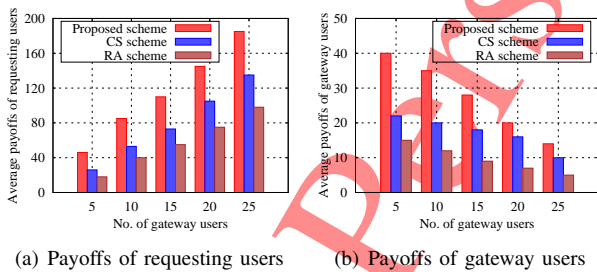 Average payoffs of requesting users
200
160
120
80
40
0
Proposed scheme
CS scheme
RA scheme
5 10 15 20 25
No. of gateway users
(a) Payoffs of requesting users
Average payoffs of gateway users
50
40
30
20
10
0
Proposed scheme
CS scheme
RA scheme
5 10 15 20 25
No. of gateway users
(b) Payoffs of gateway users
Pers